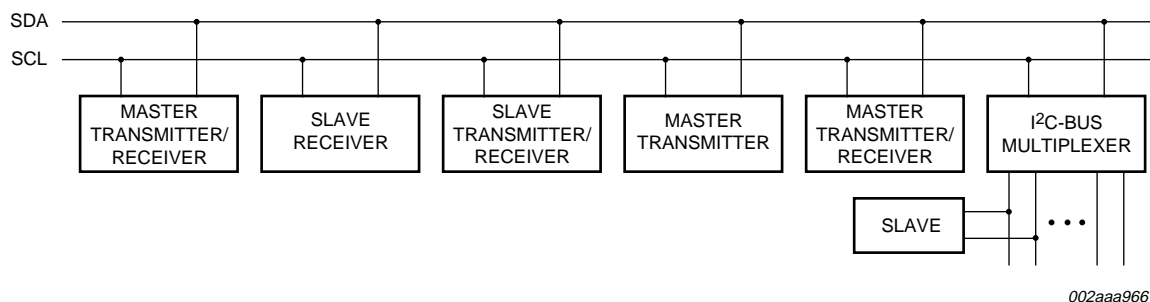 SDA
SCL
MASTER
TRANSMITTER/
RECEIVER
SLAVE
RECEIVER
SLAVE
TRANSMITTER/
RECEIVER
MASTER
TRANSMITTER
MASTER
TRANSMITTER/
RECEIVER
I²C-BUS
MULTIPLEXER
SLAVE
002aaa966